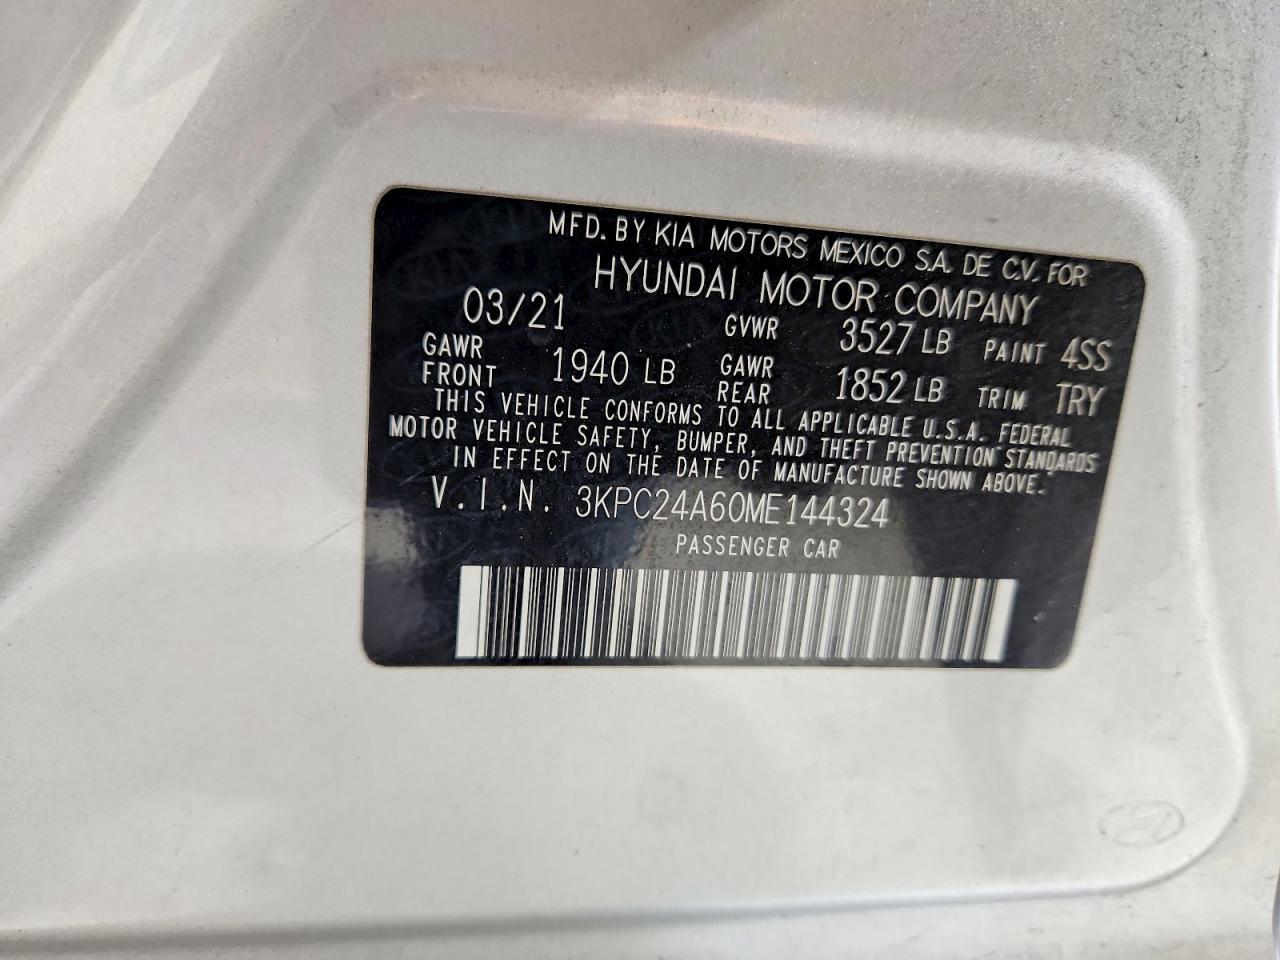 MFD. BY KIA MOTORS MEXICO S.A. DE C.V. FOR
HYUNDAI MOTOR COMPANY
03/21 GVWR 3527 LB PAINT 4SS
GAWR FRONT 1940 LB GAWR REAR 1852 LB TRIM TRY
THIS VEHICLE CONFORMS TO ALL APPLICABLE U.S.A. FEDERAL
MOTOR VEHICLE SAFETY, BUMPER, AND THEFT PREVENTION STANDARDS
IN EFFECT ON THE DATE OF MANUFACTURE SHOWN ABOVE.
V.I.N. 3KPC24A60ME144324
PASSENGER CAR